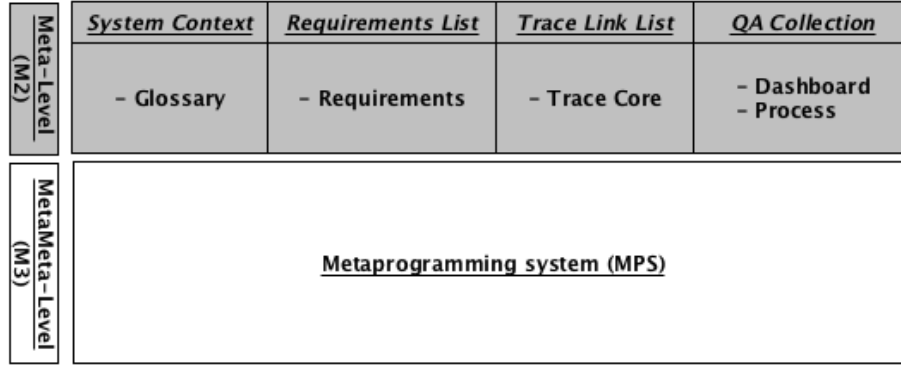 Meta-Level
(M2)
System Context
Requirements List
Trace Link List
QA Collection
- Glossary
- Requirements
- Trace Core
- Dashboard
- Process
MetaMeta-Level
(M3)
Metaprogramming system (MPS)